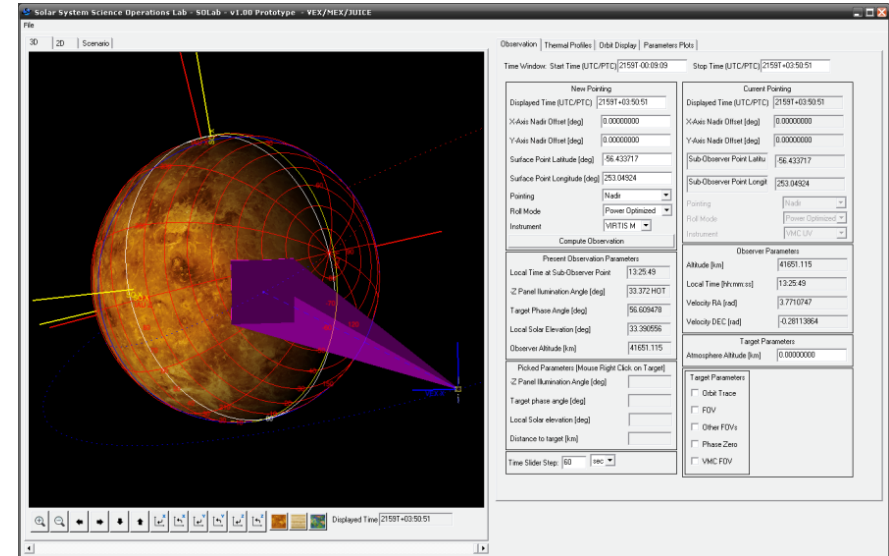 Solar System Science Operations Lab - SOLab - v1.00 Prototype - VEX/MEX/JUICE
File
3D 2D Scenario
Observation Thermal Profiles Orbit Display Parameters Plots
Time Window: Start Time (UTC/PTC) 2159T-00:09:09 Stop Time (UTC/PTC) 2159T+03:50:51
New Pointing
Displayed Time (UTC/PTC) 2159T+03:50:51
X-Axis Nadir Offset [deg] 0.00000000
Y-Axis Nadir Offset [deg] 0.00000000
Surface Point Latitude [deg] -56.433717
Surface Point Longitude [deg] 253.04924
Pointing Nadir
Roll Mode Power Optimized
Instrument VIRTIS M
Compute Observation
Present Observation Parameters
Local Time at Sub-Observer Point 13:25:49
-Z Panel Illumination Angle [deg] 33.372 HOT
Target Phase Angle [deg] 56.609478
Local Solar Elevation [deg] 33.390556
Observer Altitude [km] 41651.115
Picked Parameters [Mouse Right Click on Target]
-Z Panel Illumination Angle [deg]
Target phase angle [deg]
Local Solar elevation [deg]
Distance to target [km]
Time Slider Step: 60 sec
Current Pointing
Displayed Time (UTC/PTC) 2159T+03:50:51
X-Axis Nadir Offset [deg] 0.00000000
Y-Axis Nadir Offset [deg] 0.00000000
Sub-Observer Point Latitu -56.433717
Sub-Observer Point Longit 253.04924
Pointing Nadir
Roll Mode Power Optimized
Instrument VMC UV
Observer Parameters
Altitude [km] 41651.115
Local Time [hh:mm:ss] 13:25:49
Velocity RA [rad] 3.7710747
Velocity DEC [rad] -0.28113864
Target Parameters
Atmosphere Altitude [km] 0.00000000
Target Parameters
Orbit Trace
FOV
Other FOVs
Phase Zero
VMC FOV
Displayed Time 2159T+03:50:51